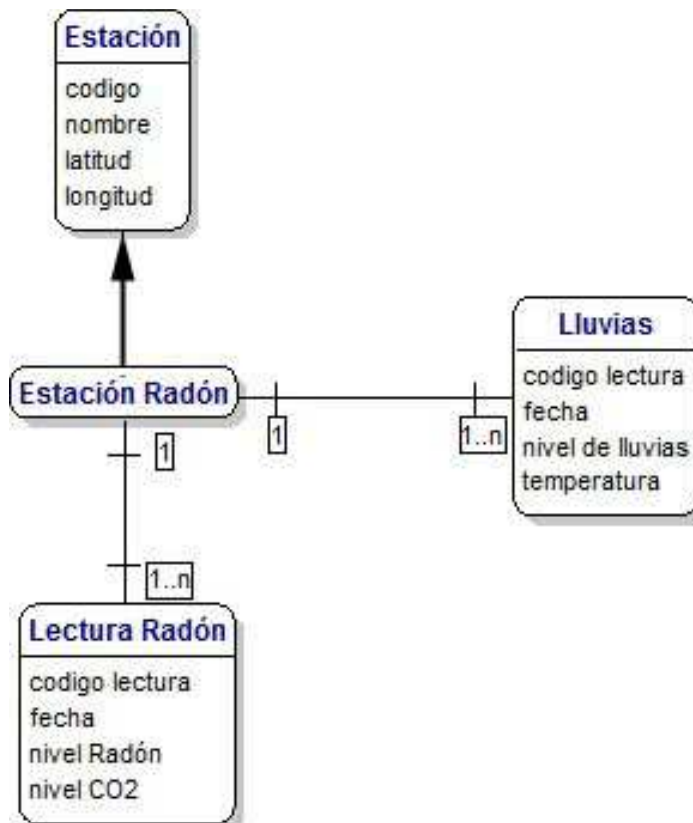 Estación
codigo
nombre
latitud
longitud
Estación Radón
1
1..n
Lluvias
codigo lectura
fecha
nivel de lluvias
temperatura
1
1..n
Lectura Radón
codigo lectura
fecha
nivel Radón
nivel CO2